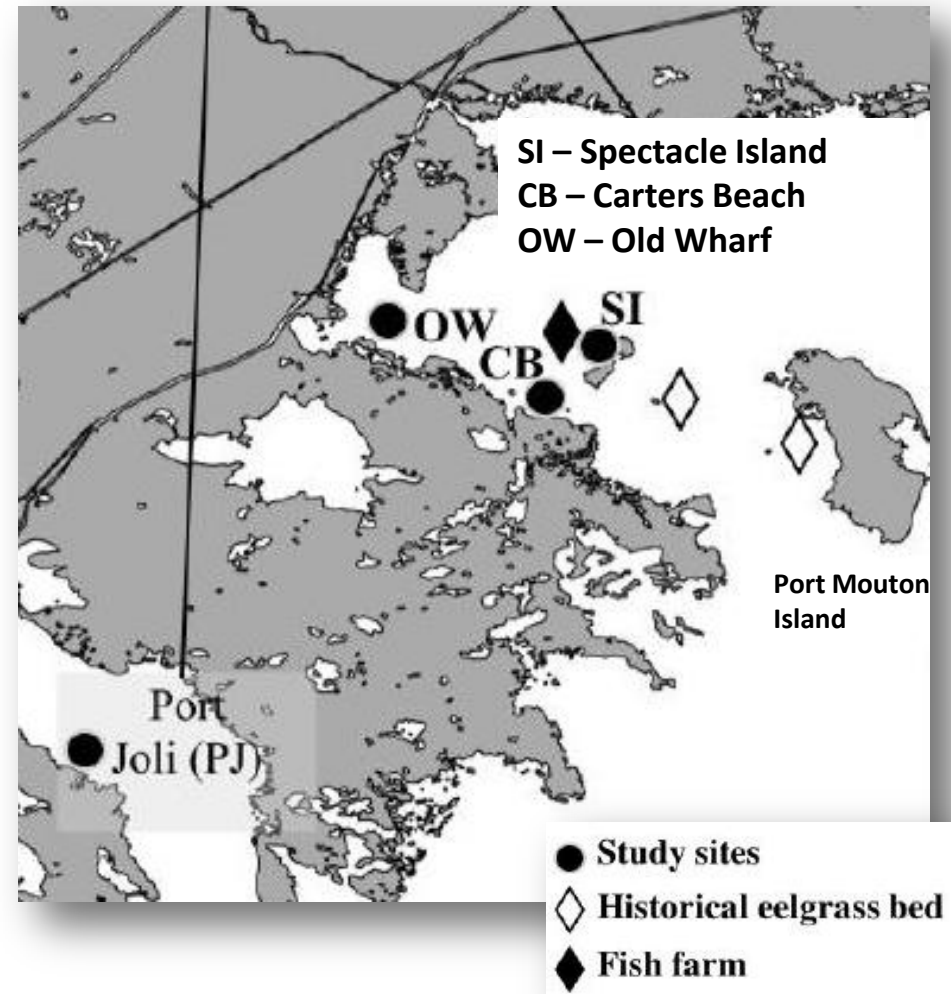 SI – Spectacle Island
CB – Carters Beach
OW – Old Wharf
SI
OW
CB
Port Mouton
Island
Port
Joli (PJ)
Study sites
Historical eelgrass bed
Fish farm